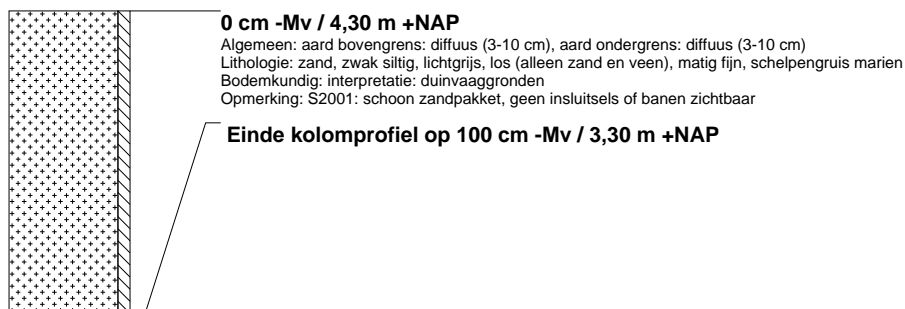 0 cm -Mv / 4,30 m +NAP
Algemeen: aard bovengrens: diffuus (3-10 cm), aard ondergrens: diffuus (3-10 cm)
Lithologie: zand, zwak siltig, lichtgrijs, los (alleen zand en veen), matig fijn, schelpengruis marien
Bodemkundig: interpretatie: duinvaaggronden
Opmerking: S2001: schoon zandpakket, geen insluitsels of banen zichtbaar
Einde kolomprofiel op 100 cm -Mv / 3,30 m +NAP